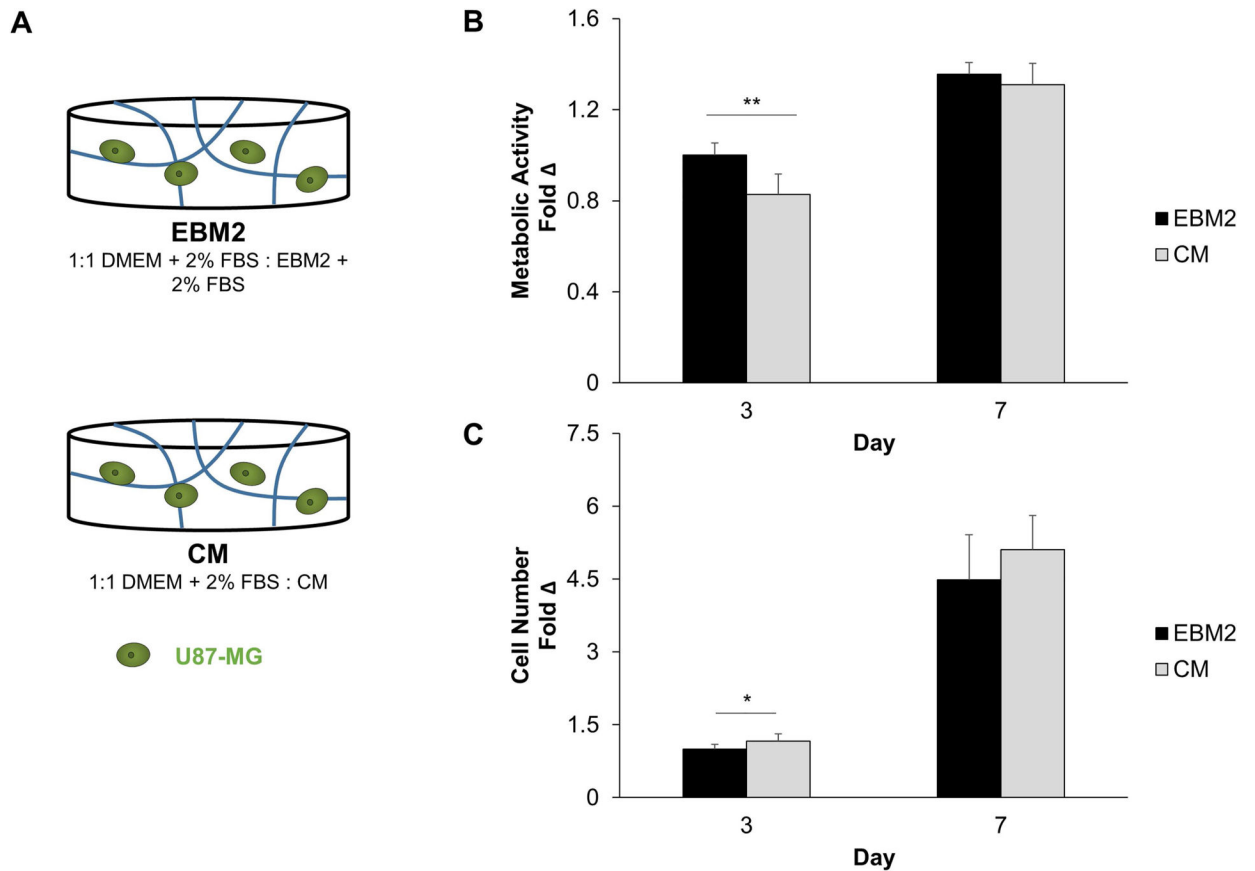 A
EBM2
1:1 DMEM + 2% FBS : EBM2 +
2% FBS
CM
1:1 DMEM + 2% FBS : CM
U87-MG
B
Metabolic Activity
Fold Δ
1.6
1.2
0.8
0.4
0
**
3
7
Day
EBM2
CM
C
Cell Number
Fold Δ
7.5
6
4.5
3
1.5
0
*
3
7
Day
EBM2
CM